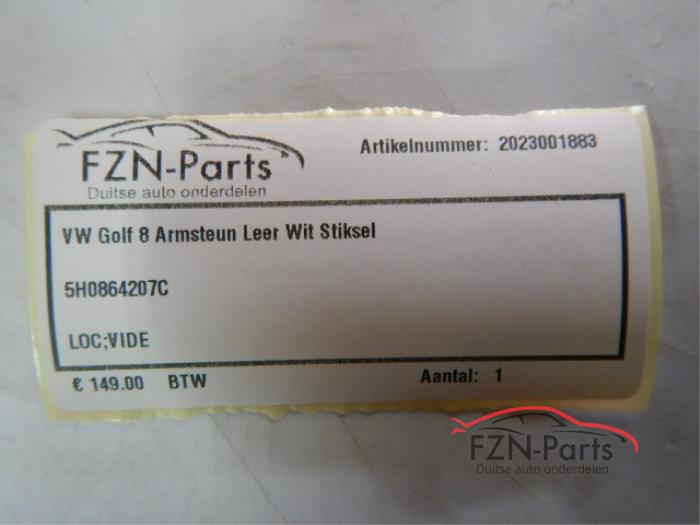 FZN-Parts
Duitse auto onderdelen
Artikelnummer: 2023001883
VW Golf 8 Armsteun Leer Wit Stiksel
5H0864207C
LOC;VIDE
€ 149.00 BTW
Aantal: 1
FZN-Parts
Duitse auto onderdelen